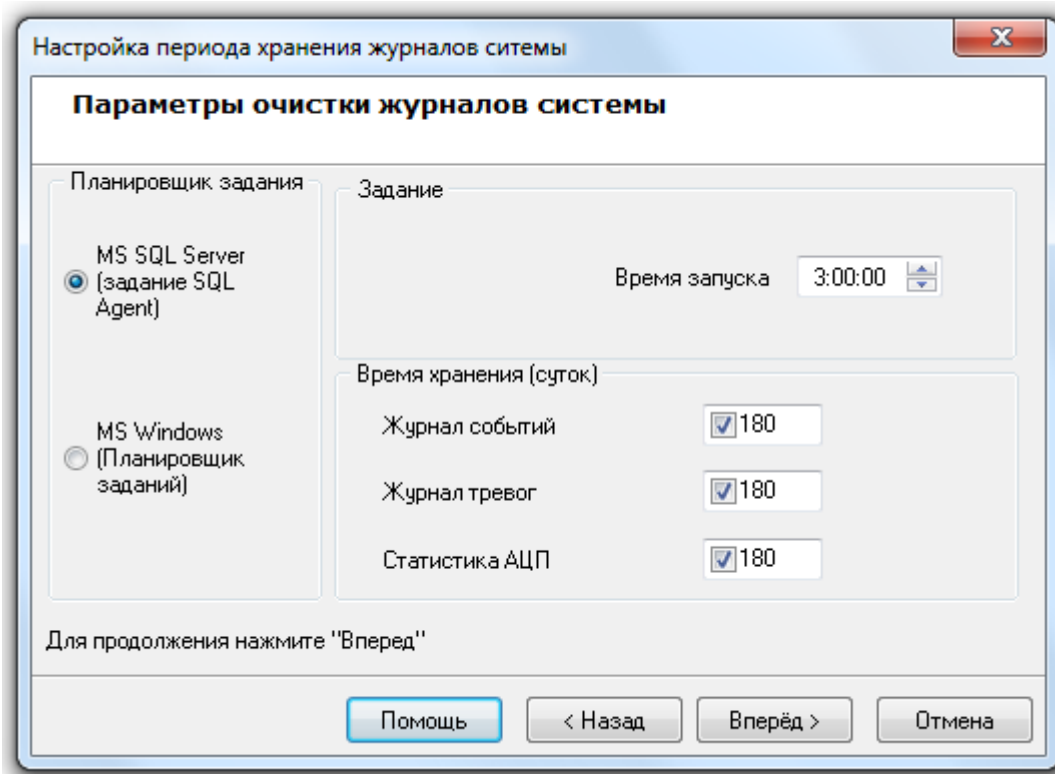 Настройка периода хранения журналов ситемы
Параметры очистки журналов системы
Планировщик задания
MS SQL Server
(задание SQL
Agent)
MS Windows
(Планировщик
заданий)
Задание
Время запуска 3:00:00
Время хранения (суток)
Журнал событий 180
Журнал тревог 180
Статистика АЦП 180
Для продолжения нажмите "Вперед"
Помощь < Назад Вперёд > Отмена